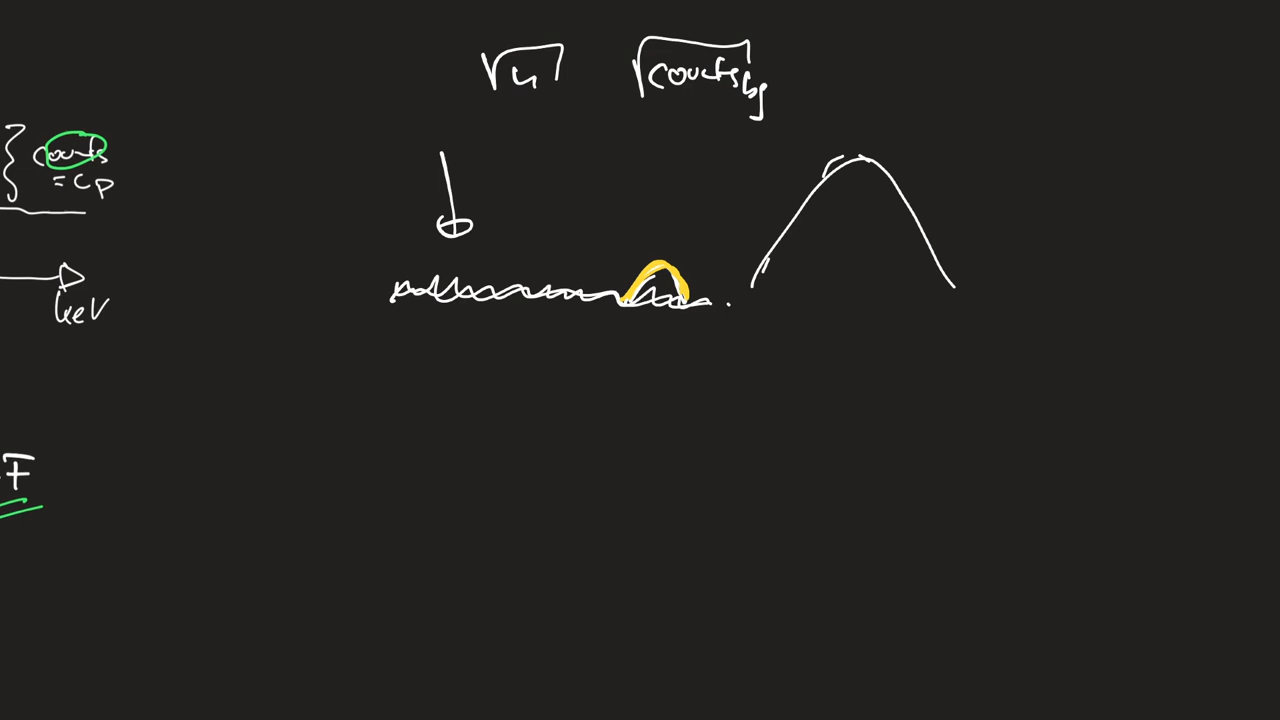 √n √counts_bg
counts
= cp
keV
F